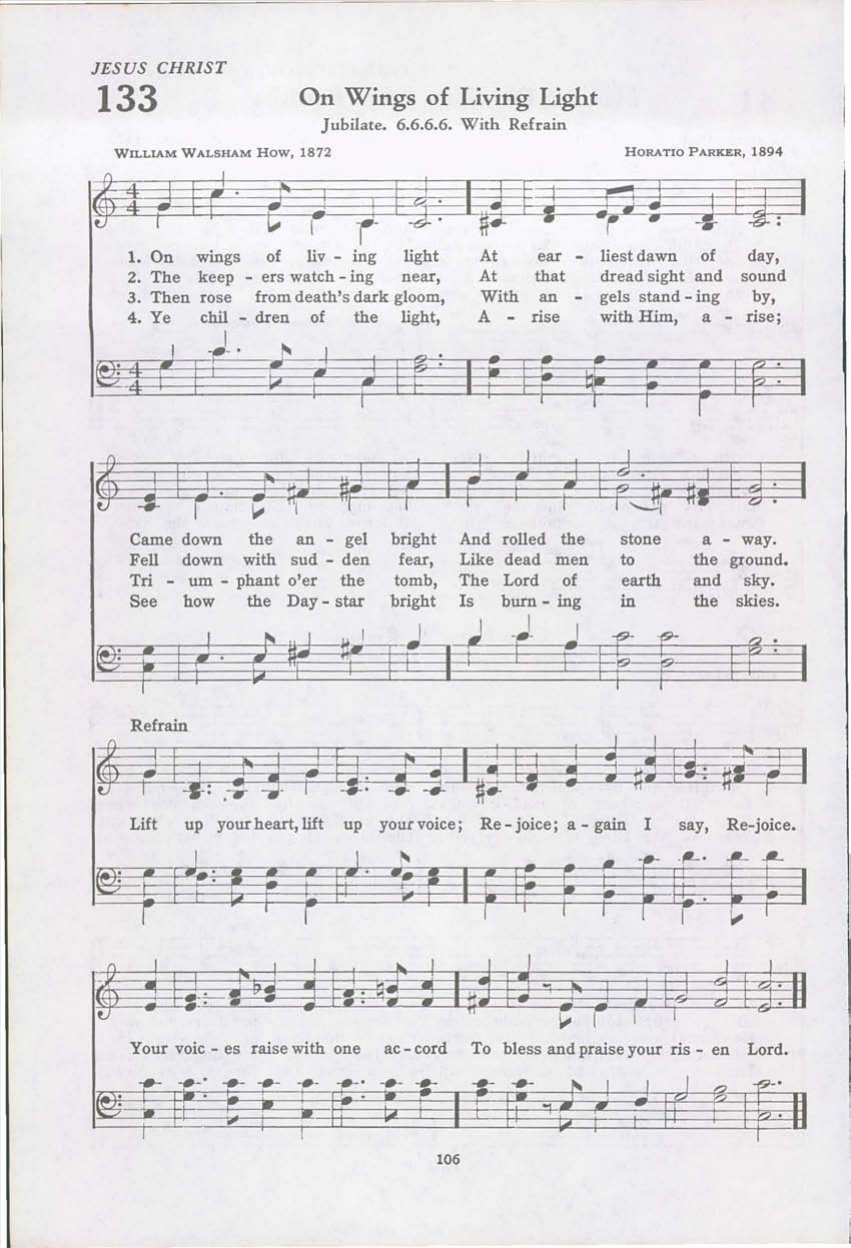 JESUS CHRIST
133
On Wings of Living Light
Jubilate. 6.6.6.6. With Refrain
WILLIAM WALSHAM HOW, 1872
HORATIO PARKER, 1894
1. On wings of liv - ing light At ear - liest dawn of day,
2. The keep - ers watch - ing near, At that dread sight and sound
3. Then rose from death's dark gloom, With an - gels stand - ing by,
4. Ye chil - dren of the light, A - rise with Him, a - rise;
Came down the an - gel bright And rolled the stone a - way.
Fell down with sud - den fear, Like dead men to the ground.
Tri - um - phant o'er the tomb, The Lord of earth and sky.
See how the Day - star bright Is burn - ing in the skies.
Refrain
Lift up your heart, lift up your voice; Re - joice; a - gain I say, Re-joice.
Your voic - es raise with one ac - cord To bless and praise your ris - en Lord.
106